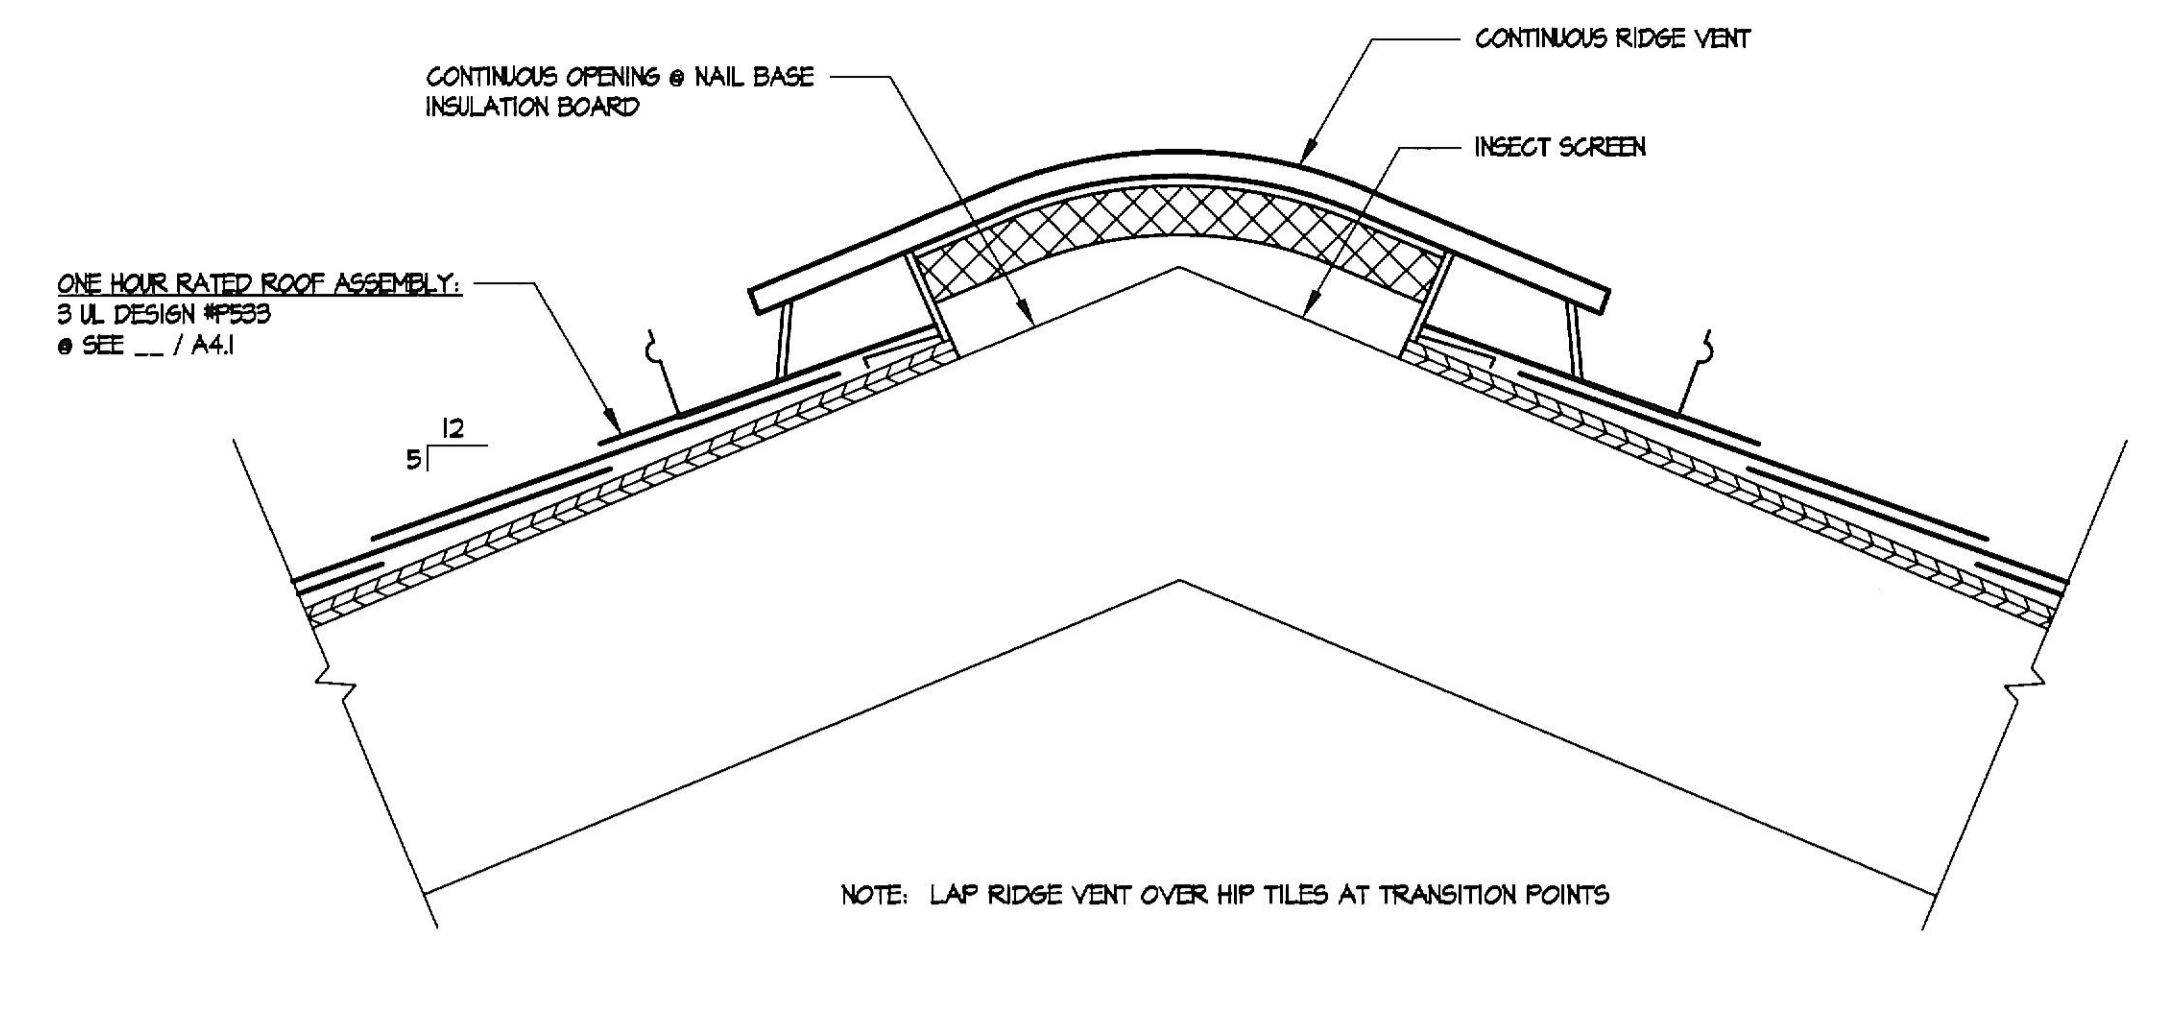 CONTINUOUS RIDGE VENT
CONTINUOUS OPENING @ NAIL BASE
INSULATION BOARD
INSECT SCREEN
ONE HOUR RATED ROOF ASSEMBLY:
3 UL DESIGN #P533
@ SEE __ / A4.1
12
5
NOTE: LAP RIDGE VENT OVER HIP TILES AT TRANSITION POINTS